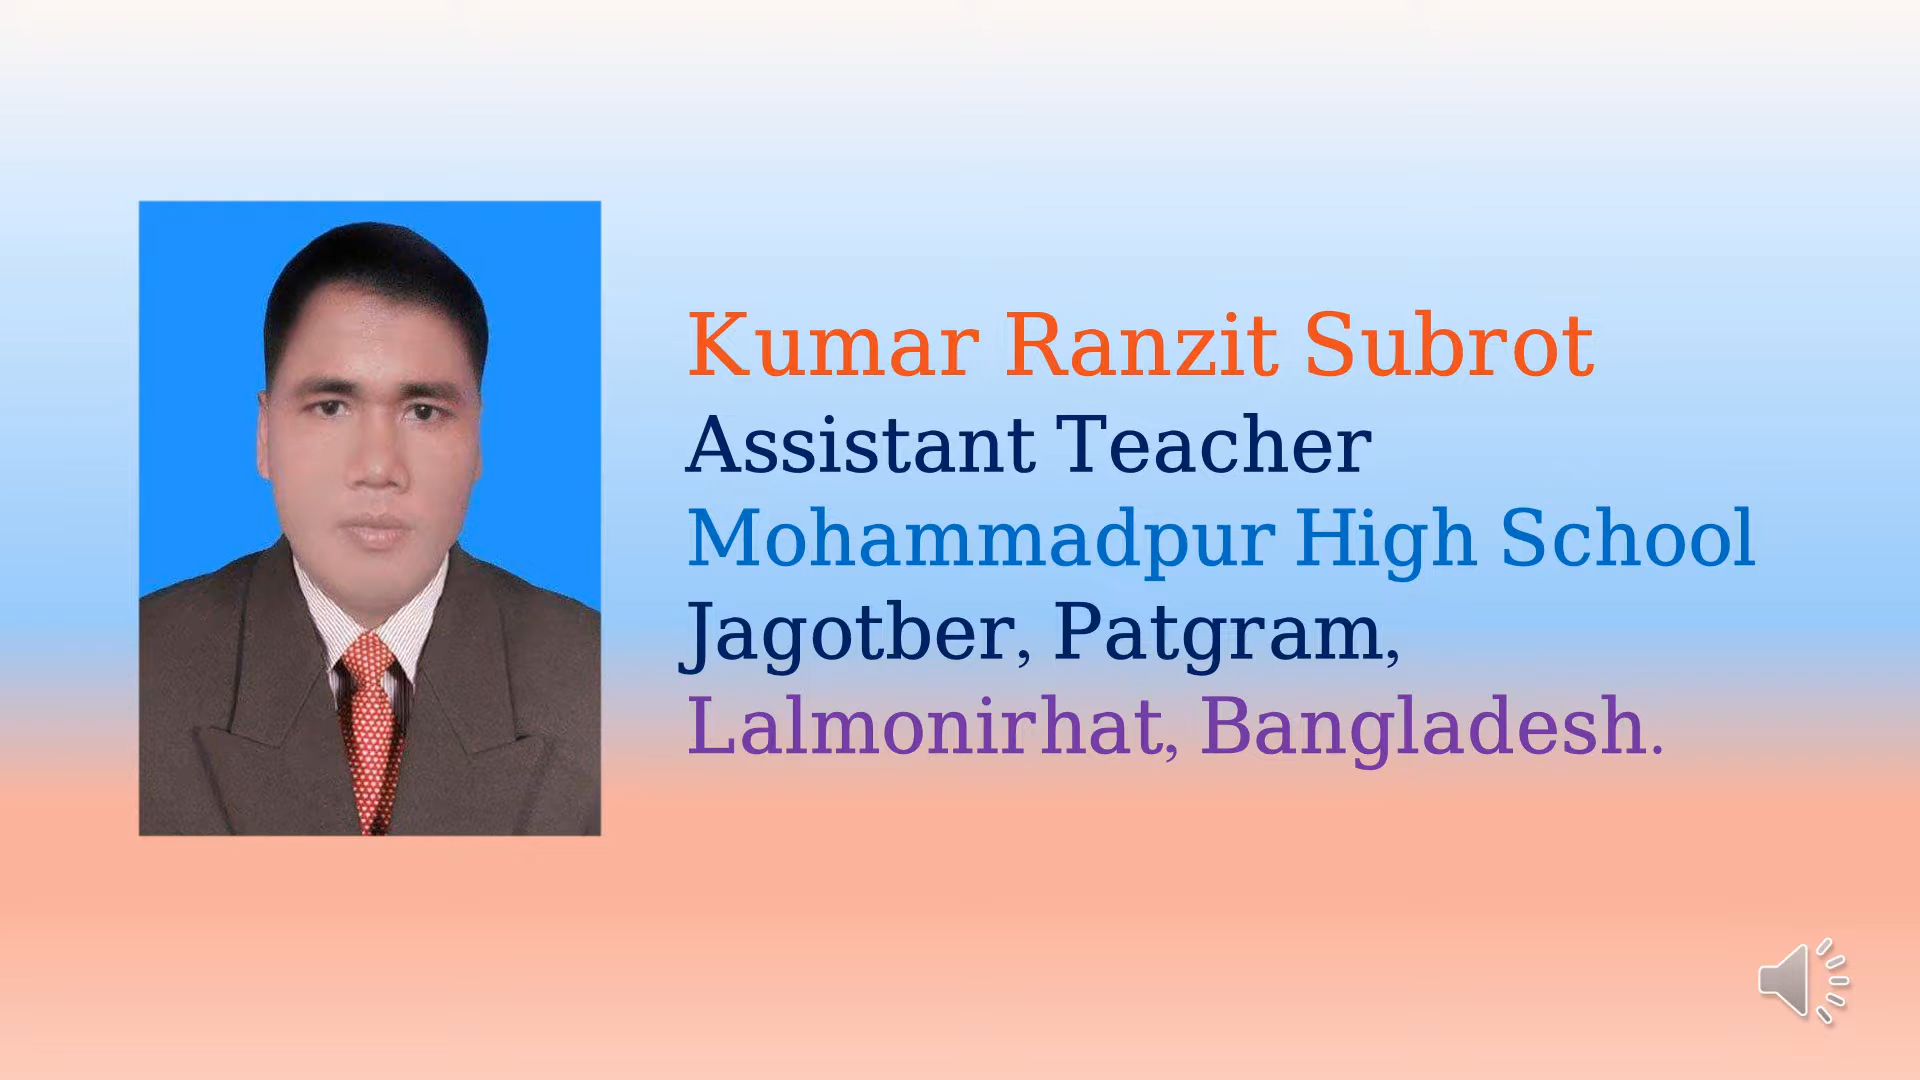 Kumar Ranzit Subrot
Assistant Teacher
Mohammadpur High School
Jagotber, Patgram,
Lalmonirhat, Bangladesh.